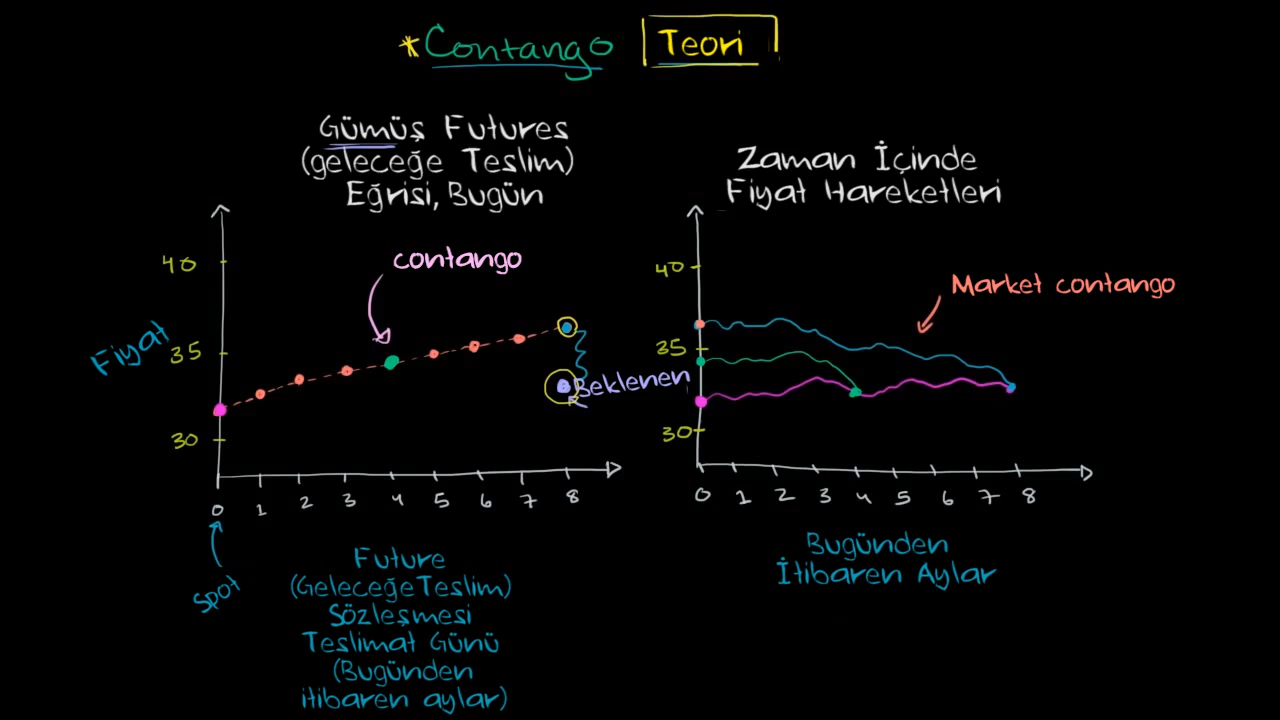 *Contango Teori
Gümüş Futures
(geleceğe Teslim)
Eğrisi, Bugün
contango
40
35
30
Fiyat
Beklenen
0 1 2 3 4 5 6 7 8
Spot
Future
(Geleceğe Teslim)
Sözleşmesi
Teslimat Günü
(Bugünden
itibaren aylar)
Zaman İçinde
Fiyat Hareketleri
Market contango
40
35
30
0 1 2 3 4 5 6 7 8
Bugünden
İtibaren Aylar